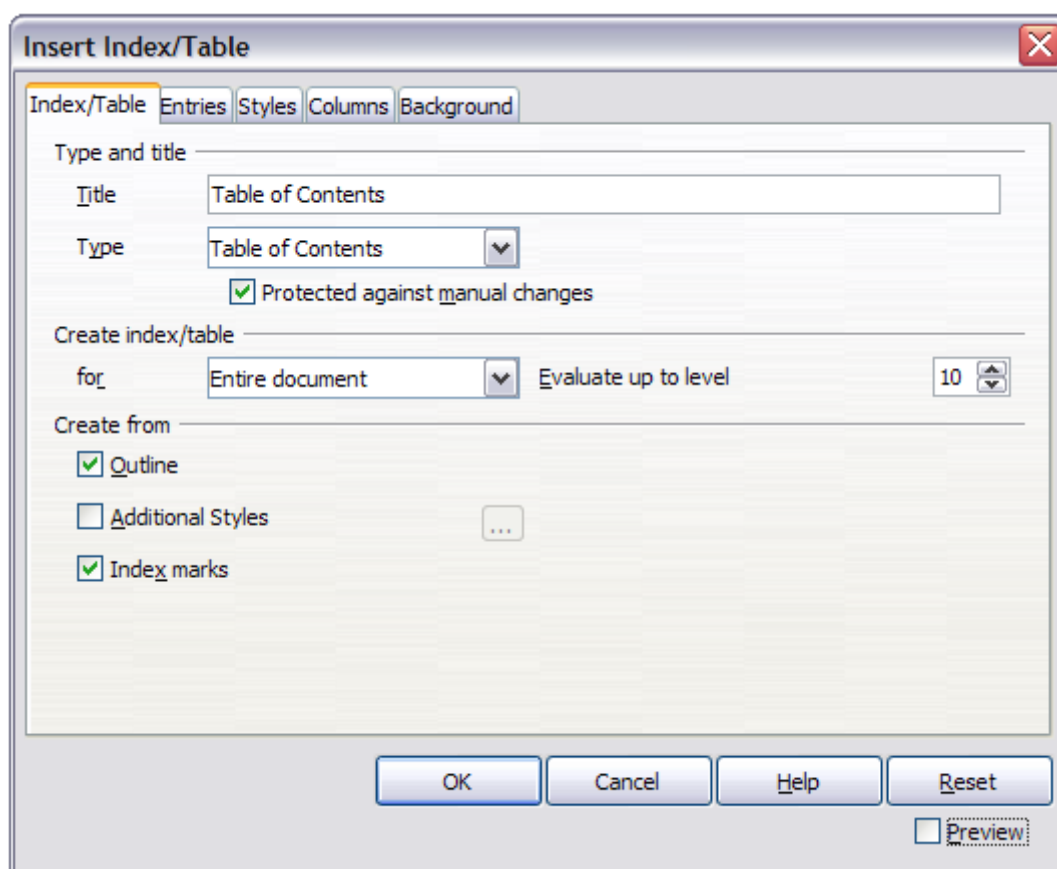 Insert Index/Table
Index/Table Entries Styles Columns Background
Type and title
Title Table of Contents
Type Table of Contents
Protected against manual changes
Create index/table
for Entire document Evaluate up to level 10
Create from
Outline
Additional Styles ...
Index marks
OK Cancel Help Reset
Preview